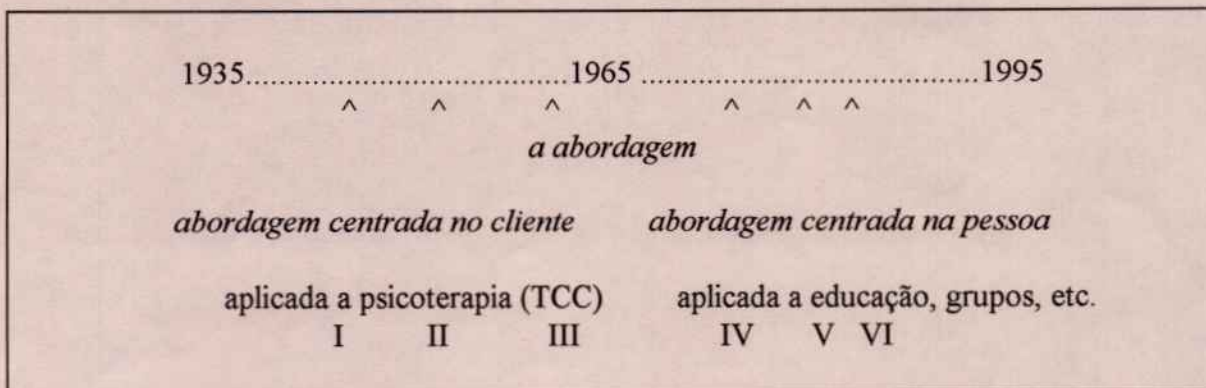 1935....................................1965 .....................................1995
^ ^ ^ ^ ^ ^
a abordagem
abordagem centrada no cliente abordagem centrada na pessoa
aplicada a psicoterapia (TCC) aplicada a educação, grupos, etc.
I II III IV V VI